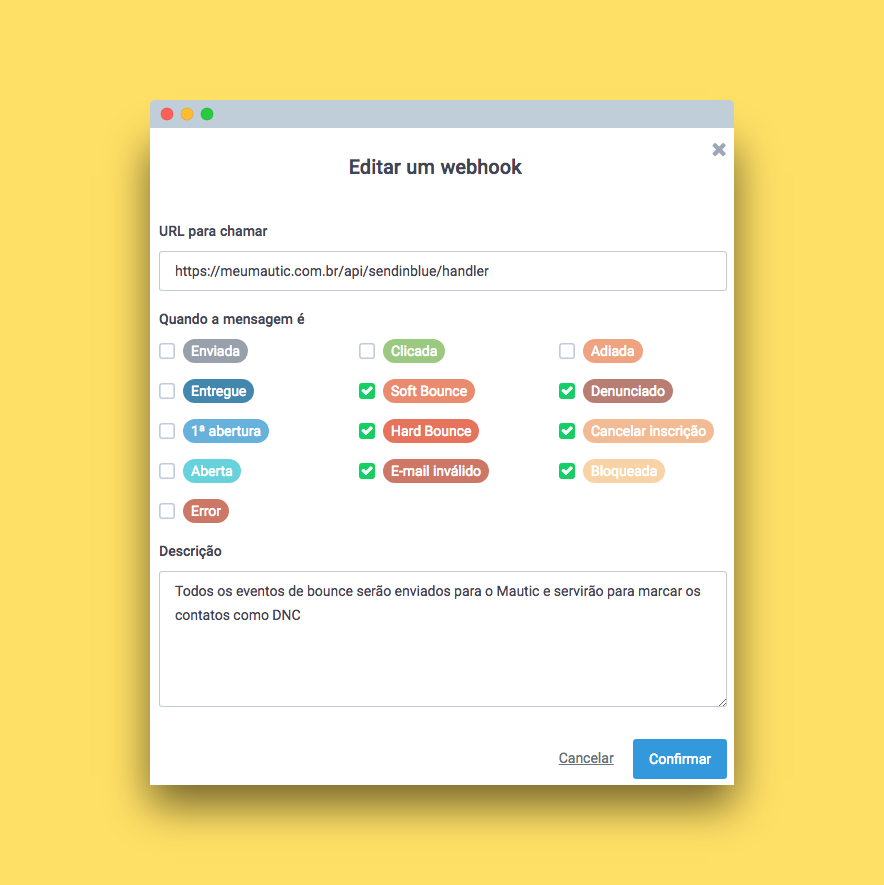 Editar um webhook
URL para chamar
https://meumautic.com.br/api/sendinblue/handler
Quando a mensagem é
Enviada
Clicada
Adiada
Entregue
Soft Bounce
Denunciado
1ª abertura
Hard Bounce
Cancelar inscrição
Aberta
E-mail inválido
Bloqueada
Error
Descrição
Todos os eventos de bounce serão enviados para o Mautic e servirão para marcar os
contatos como DNC
Cancelar
Confirmar